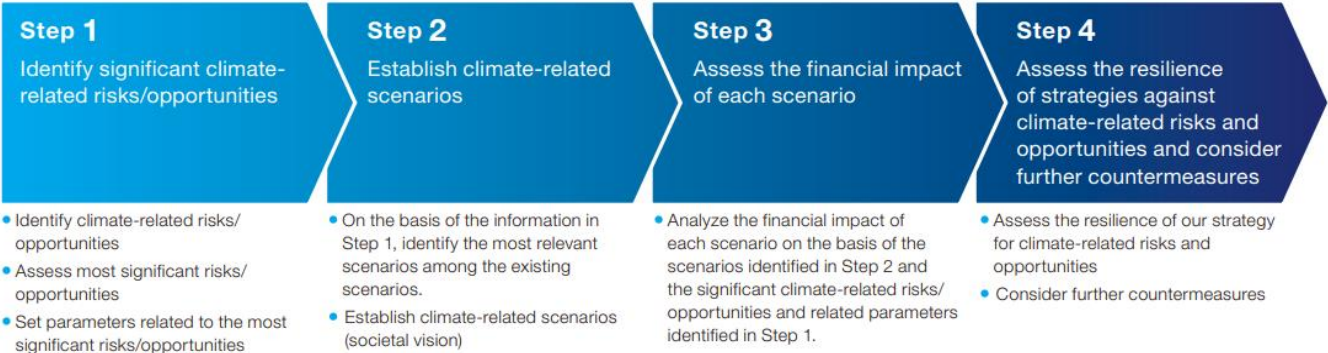 Step 1
Identify significant climate-
related risks/opportunities
Step 2
Establish climate-related
scenarios
Step 3
Assess the financial impact
of each scenario
Step 4
Assess the resilience
of strategies against
climate-related risks and
opportunities and consider
further countermeasures
• Identify climate-related risks/
opportunities
• Assess most significant risks/
opportunities
• Set parameters related to the most
significant risks/opportunities
• On the basis of the information in
Step 1, identify the most relevant
scenarios among the existing
scenarios.
• Establish climate-related scenarios
(societal vision)
• Analyze the financial impact of
each scenario on the basis of the
scenarios identified in Step 2 and
the significant climate-related risks/
opportunities and related parameters
identified in Step 1.
• Assess the resilience of our strategy
for climate-related risks and
opportunities
• Consider further countermeasures